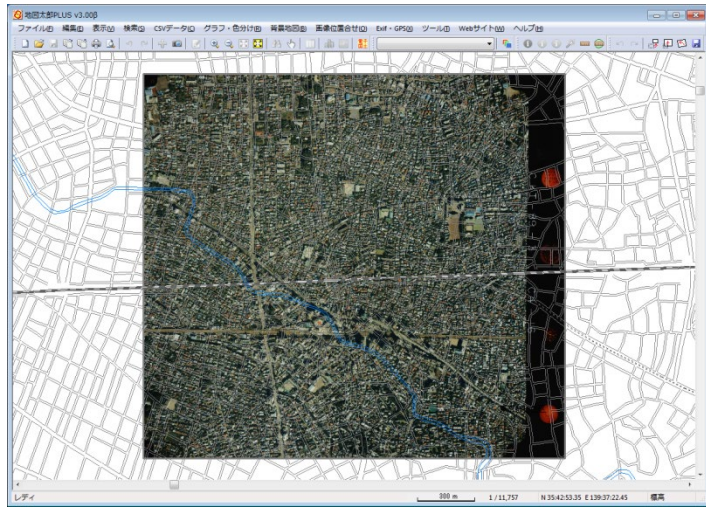 地図太郎PLUS v3.00β
ファイル(F) 編集(E) 表示(V) 検索(S) CSVデータ(C) グラフ・色分け(R) 背景地図(B) 画像位置合せ(O) Exif・GPS(X) ツール(T) Webサイト(W) ヘルプ(H)
レディ 300 m 1 / 11,757 N 35:42:53.35 E 139:37:22.45 標高